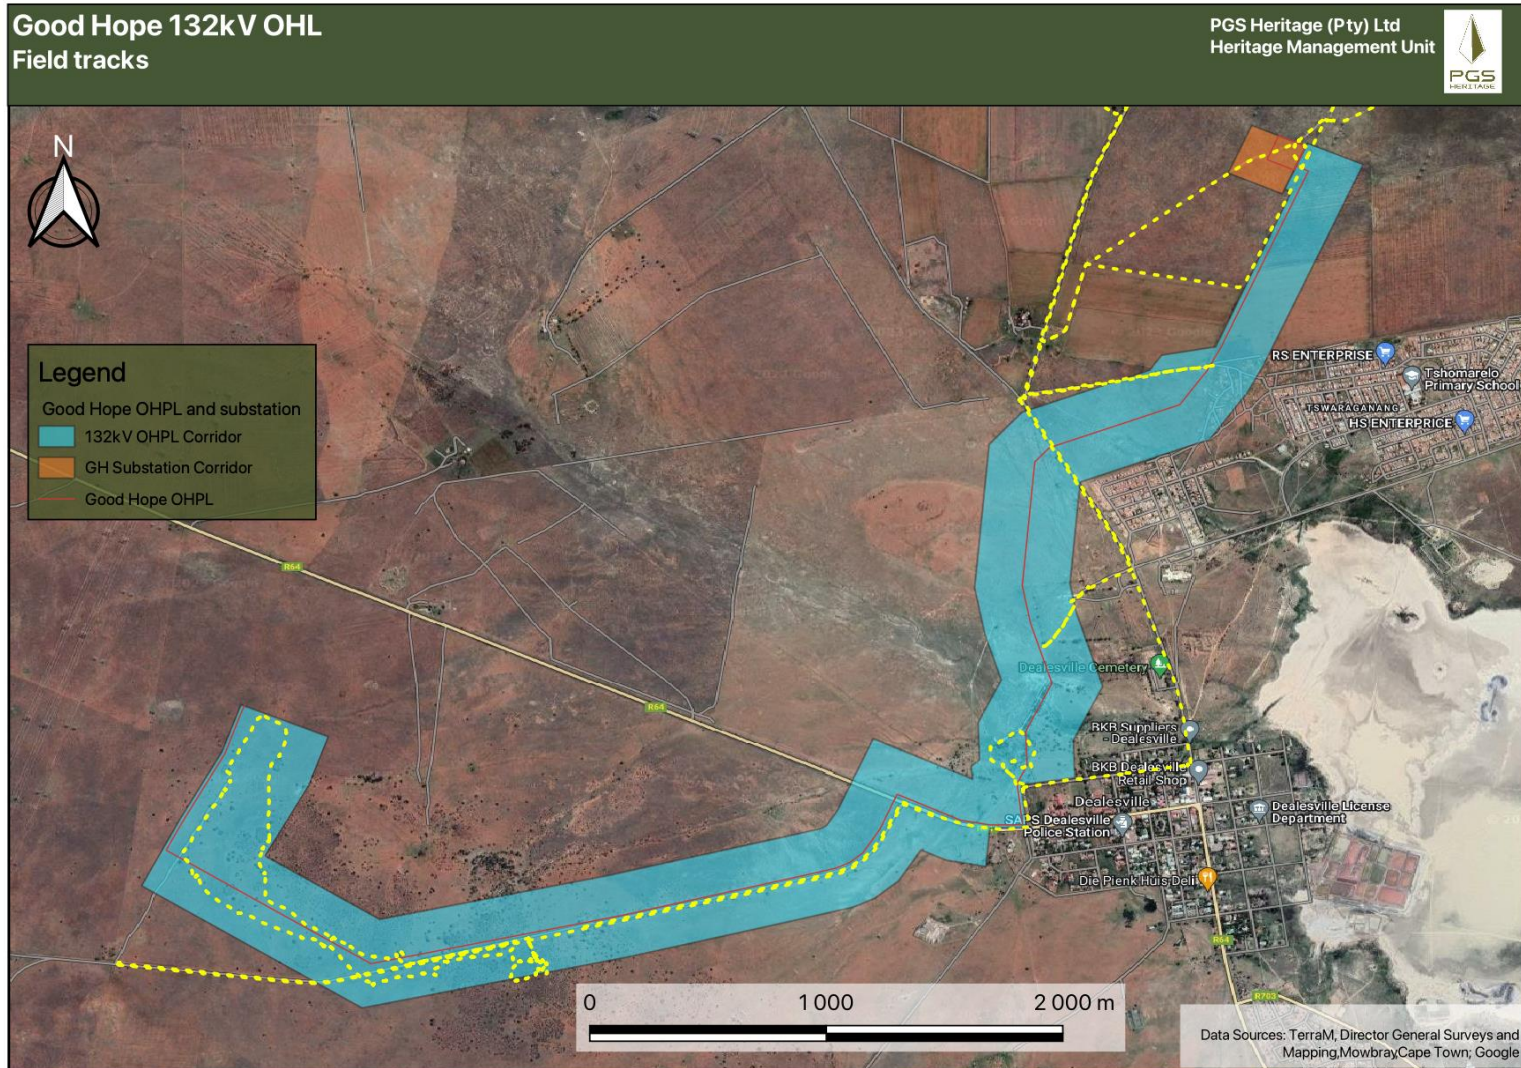 Good Hope 132kV OHL
Field tracks
PGS Heritage (Pty) Ltd
Heritage Management Unit
PGS
HERITAGE
N
Legend
Good Hope OHPL and substation
132kV OHPL Corridor
GH Substation Corridor
Good Hope OHPL
RS ENTERPRISE
Tshomarelo
Primary School
TSWARAGANANG
HS ENTERPRICE
R64
R64
Dealesville Cemetery
BKB Suppliers
- Dealesville
BKB Dealesville
Retail Shop
Dealesville
SAPS Dealesville
Police Station
Dealesville License
Department
Die Pienk Huis Deli
R64
R703
0 1 000 2 000 m
Data Sources: TerraM, Director General Surveys and
Mapping,Mowbray,Cape Town; Google